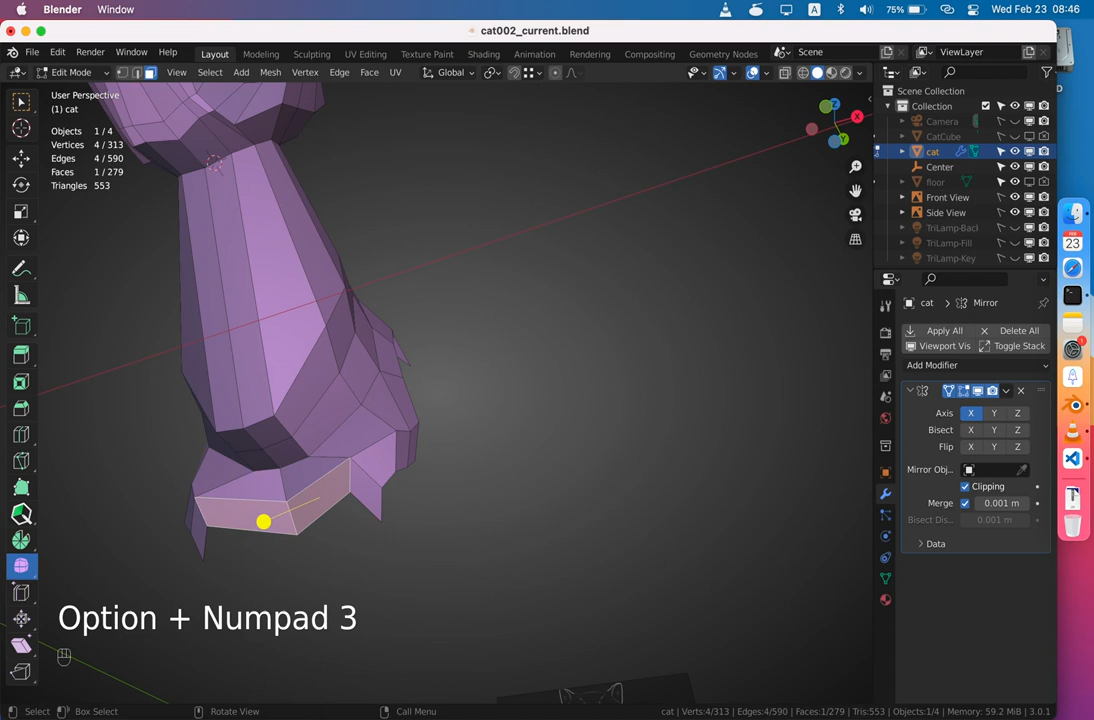 Blender Window A 75% Wed Feb 23 08:46
cat002_current.blend
File Edit Render Window Help Layout Modeling Sculpting UV Editing Texture Paint Shading Animation Rendering Compositing Geometry Nodes Scene ViewLayer
Edit Mode View Select Add Mesh Vertex Edge Face UV Global
User Perspective
(1) cat
Objects 1 / 4
Vertices 4 / 313
Edges 4 / 590
Faces 1 / 279
Triangles 553
Z
X
Y
Scene Collection
Collection
Camera
CatCube
cat
Center
floor
Front View
Side View
TriLamp-Back
TriLamp-Fill
TriLamp-Key
FEB
23
1
cat > Mirror
Apply All Delete All
Viewport Vis Toggle Stack
Add Modifier
Axis X Y Z
Bisect X Y Z
Flip X Y Z
Mirror Obj...
Clipping
Merge 0.001 m
Bisect Dis... 0.001 m
Data
Option + Numpad 3
Select Box Select Rotate View Call Menu cat | Verts:4/313 | Edges:4/590 | Faces:1/279 | Tris:553 | Objects:1/4 | Memory: 59.2 MiB | 3.0.1